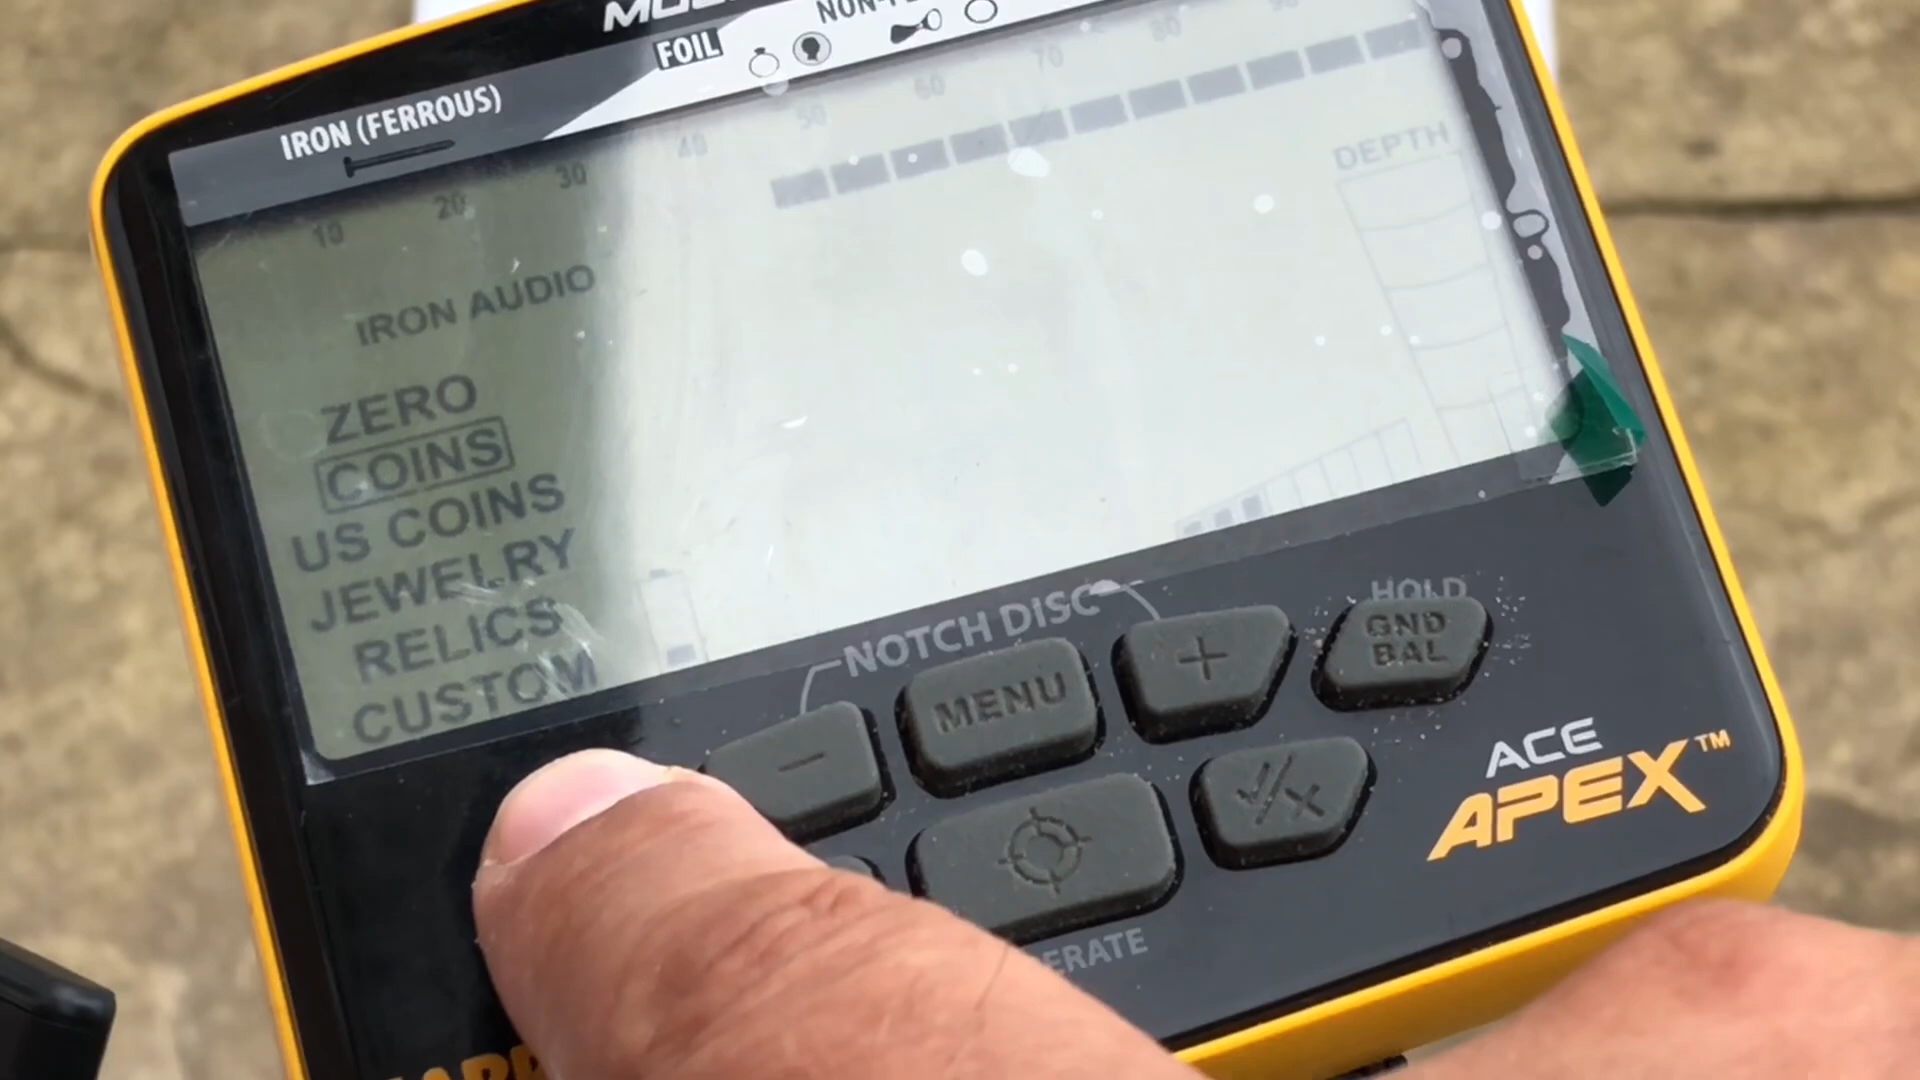 FOIL
IRON (FERROUS)
10 20 30 40 50 60 70 80 90
DEPTH
IRON AUDIO
ZERO
COINS
US COINS
JEWELRY
RELICS
CUSTOM
NOTCH DISC
HOLD
- MENU + GND BAL
✓/x
ACE
APEX™